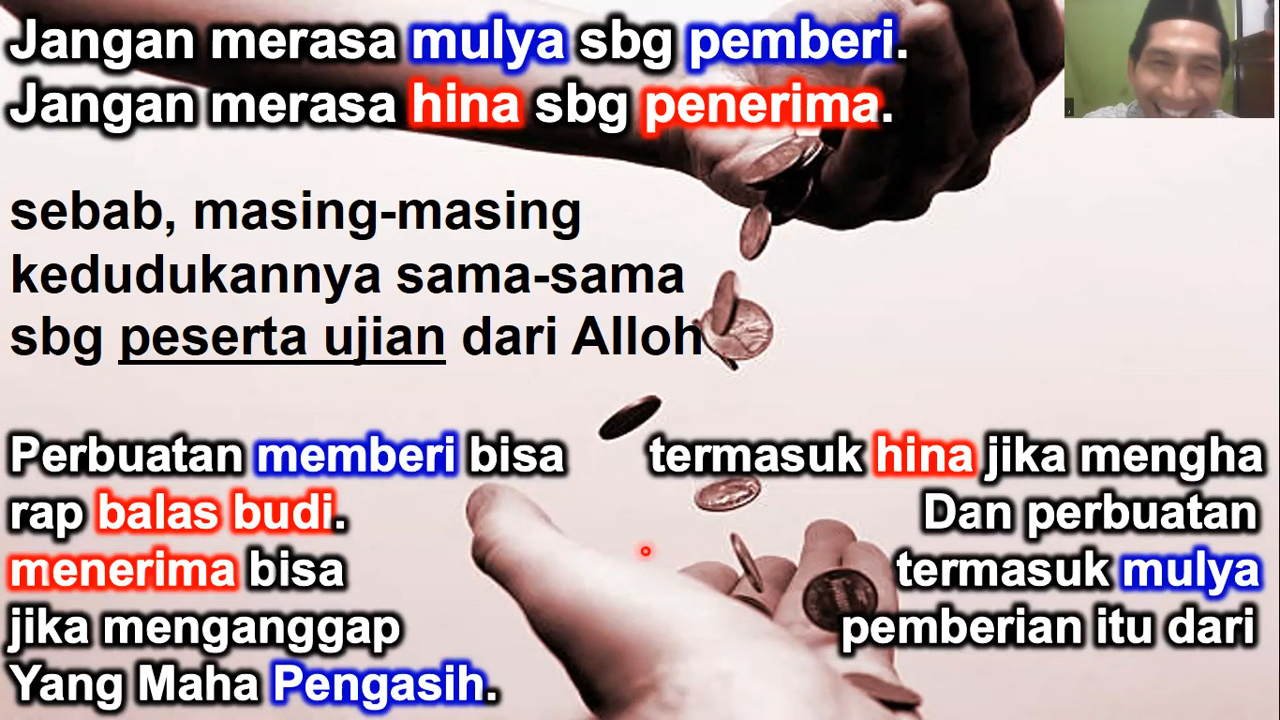 Jangan merasa mulya sbg pemberi.
Jangan merasa hina sbg penerima.
sebab, masing-masing
kedudukannya sama-sama
sbg peserta ujian dari Alloh
Perbuatan memberi bisa termasuk hina jika mengha
rap balas budi. Dan perbuatan
menerima bisa termasuk mulya
jika menganggap pemberian itu dari
Yang Maha Pengasih.